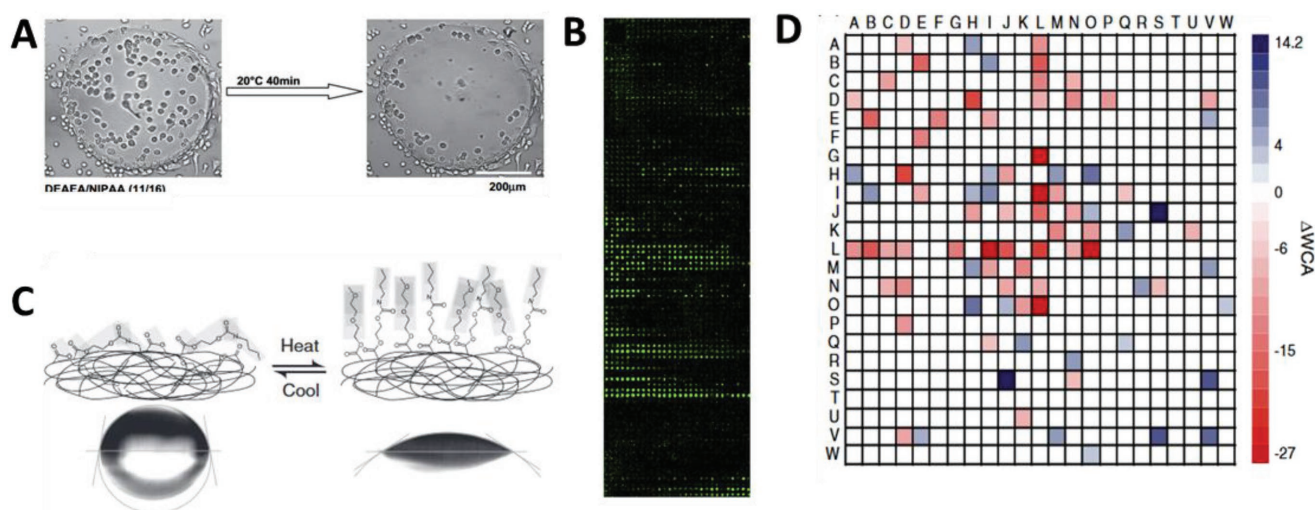 A
20°C 40min
DEAEA/NIPAA (11/16)
200µm
B
C
Heat
Cool
D
A B C D E F G H I J K L M N O P Q R S T U V W
A
B
C
D
E
F
G
H
I
J
K
L
M
N
O
P
Q
R
S
T
U
V
W
14.2
4
0
-6
-15
-27
ΔWCA